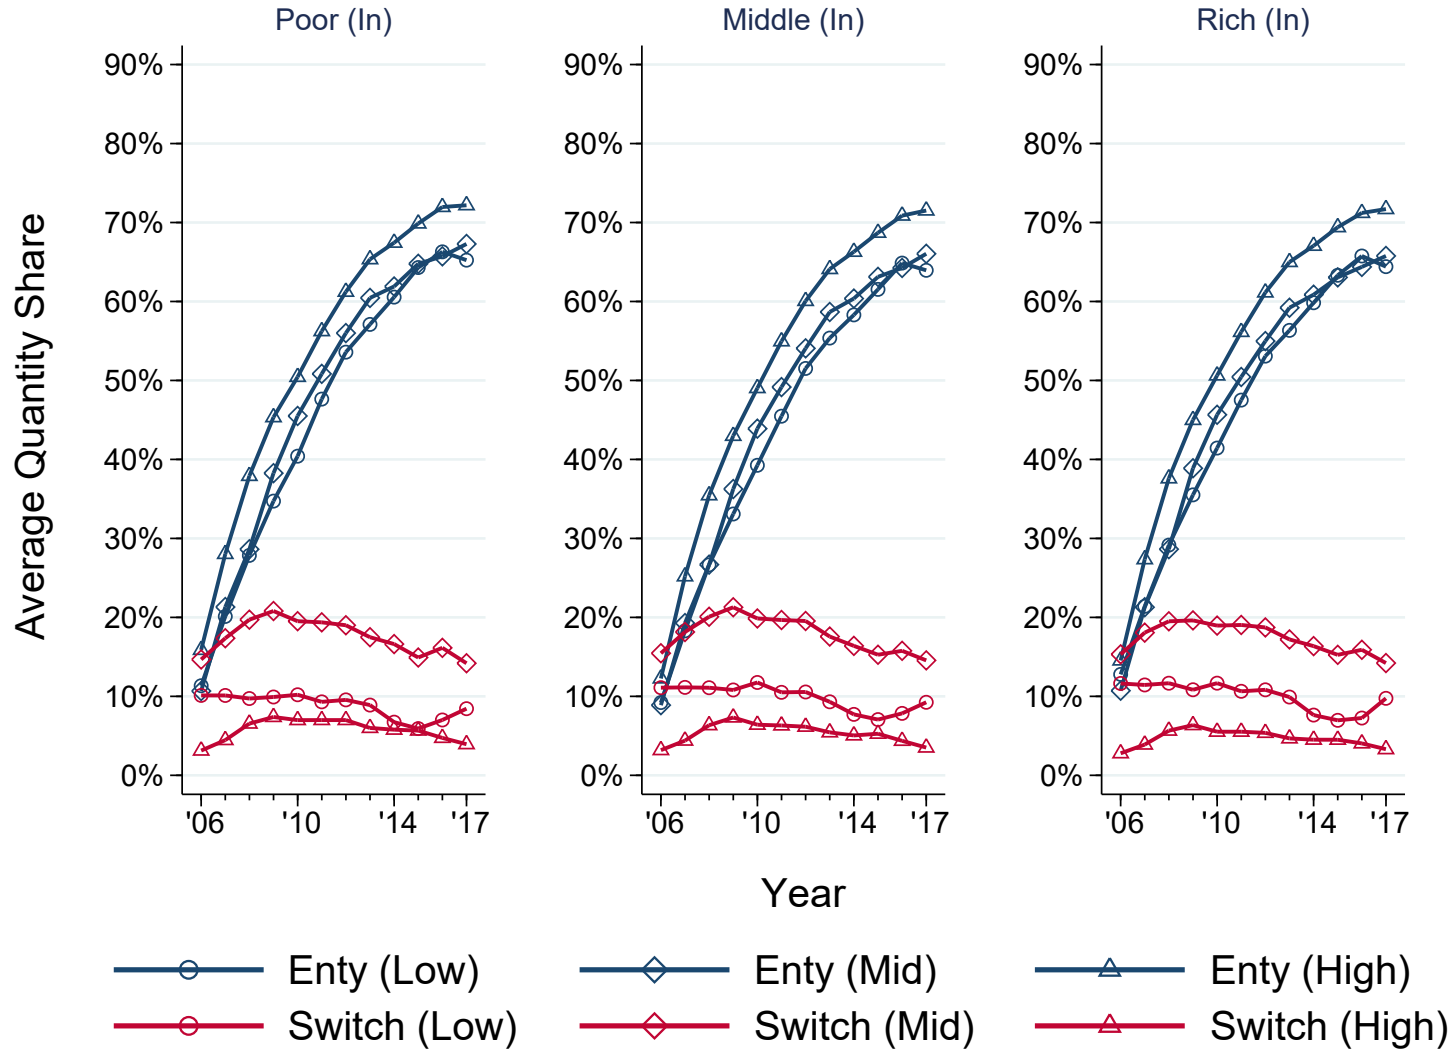 Poor (In) Middle (In) Rich (In)
90% 90% 90%
80% 80% 80%
70% 70% 70%
60% 60% 60%
50% 50% 50%
40% 40% 40%
30% 30% 30%
20% 20% 20%
10% 10% 10%
0% 0% 0%
Average Quantity Share
'06 '10 '14 '17 '06 '10 '14 '17 '06 '10 '14 '17
Year
Enty (Low) Enty (Mid) Enty (High)
Switch (Low) Switch (Mid) Switch (High)